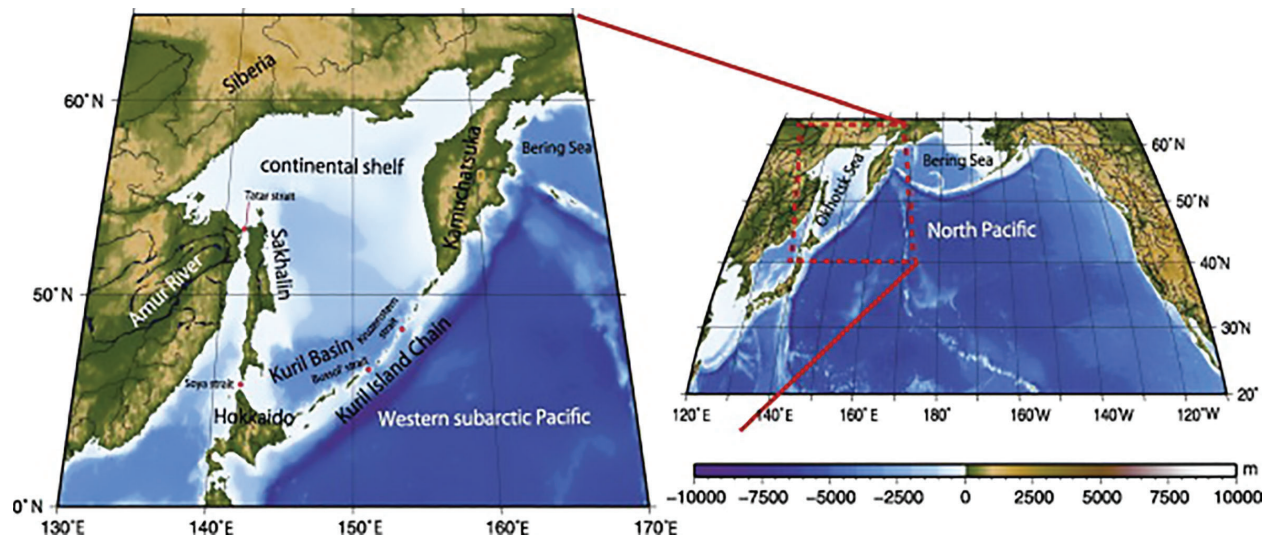 Siberia
60°N
continental shelf
Kamuchatsuka
Bering Sea
Tatar strait
Sakhalin
Amur River
50°N
Kuril Basin
Kruzenshtern
strait
Bussol' strait
Kuril Island Chain
Soya strait
Hokkaido
Western subarctic Pacific
0°N
130°E
140°E
150°E
160°E
170°E
60°N
Bering Sea
Okhotsk Sea
50°N
North Pacific
40°N
30°N
20°
120°E
140°E
160°E
180°
160°W
140°W
120°W
m
-10000
-7500
-5000
-2500
0
2500
5000
7500
10000